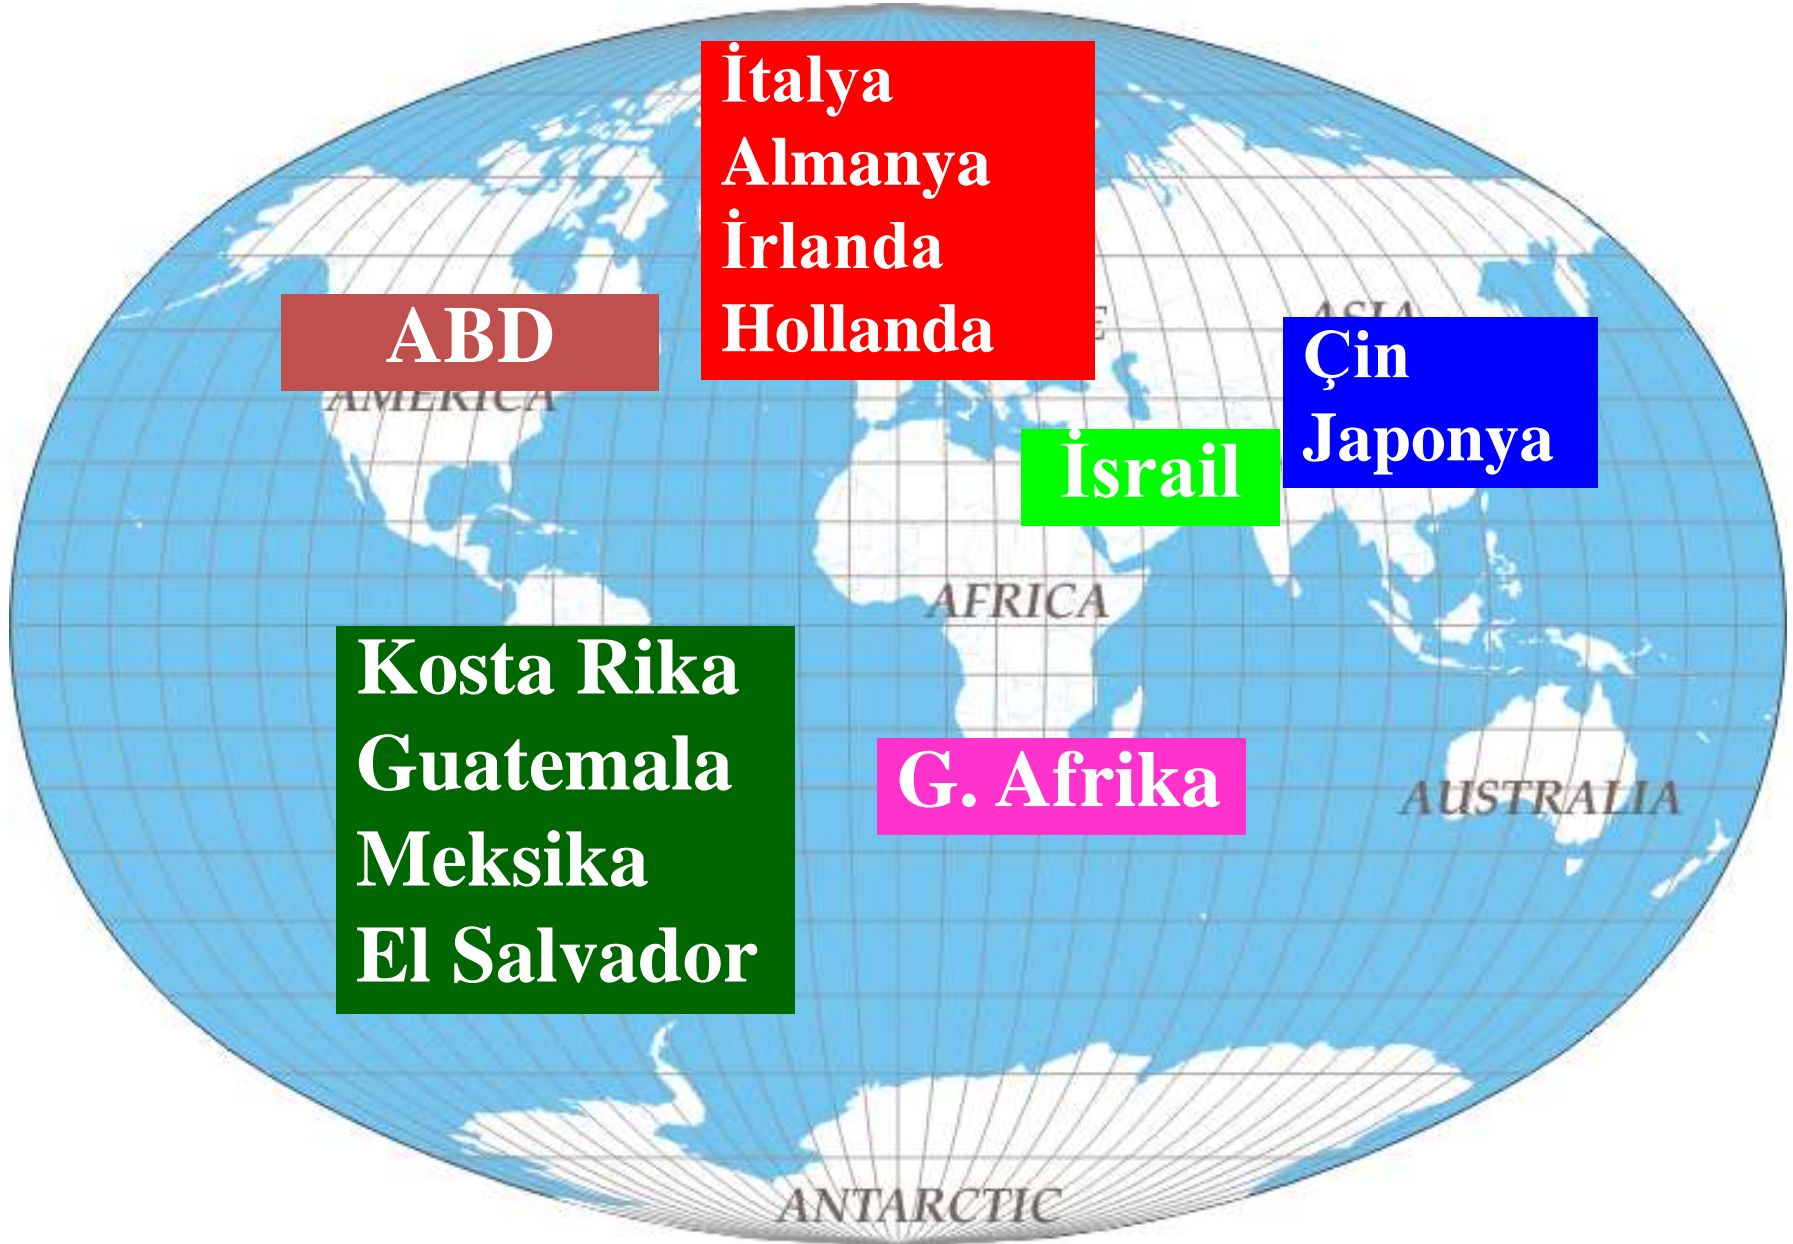 İtalya
Almanya
İrlanda
Hollanda
ABD
AMERICA
ASIA
Çin
Japonya
İsrail
AFRICA
Kosta Rika
Guatemala
Meksika
El Salvador
G. Afrika
AUSTRALIA
ANTARCTIC